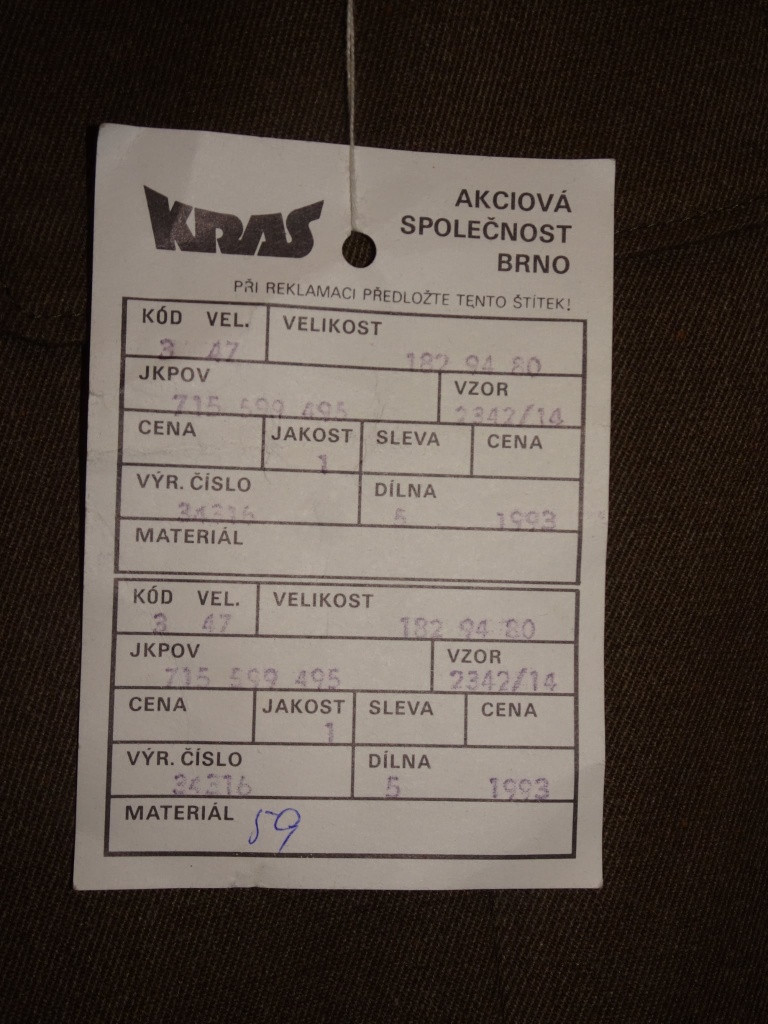 KRAS
AKCIOVÁ
SPOLEČNOST
BRNO
PŘI REKLAMACI PŘEDLOŽTE TENTO ŠTÍTEK!
KÓD VEL. VELIKOST
3 47 182 94 80
JKPOV VZOR
715 599 495 2342/14
CENA JAKOST SLEVA CENA
1
VÝR. ČÍSLO DÍLNA
34316 5 1993
MATERIÁL
KÓD VEL. VELIKOST
3 47 182 94 80
JKPOV VZOR
715 599 495 2342/14
CENA JAKOST SLEVA CENA
1
VÝR. ČÍSLO DÍLNA
34316 5 1993
MATERIÁL 59